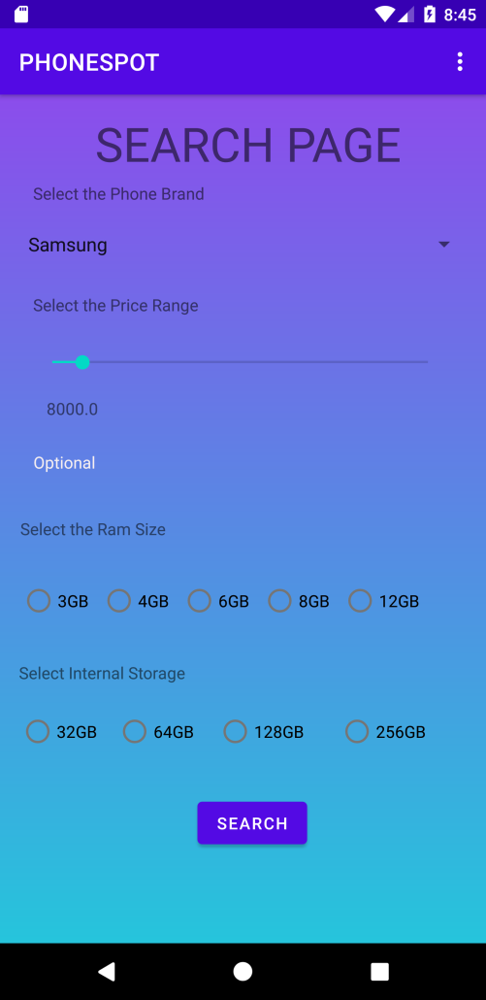 8:45
PHONESPOT
SEARCH PAGE
Select the Phone Brand
Samsung
Select the Price Range
8000.0
Optional
Select the Ram Size
3GB 4GB 6GB 8GB 12GB
Select Internal Storage
32GB 64GB 128GB 256GB
SEARCH